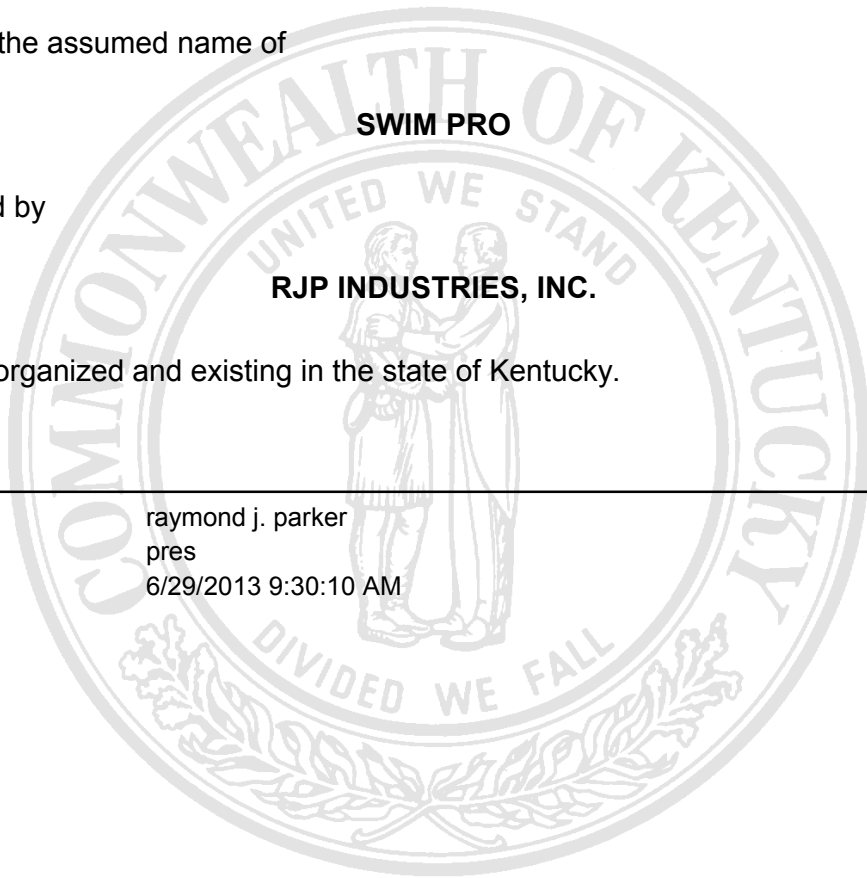 the assumed name of
SWIM PRO
d by
RJP INDUSTRIES, INC.
organized and existing in the state of Kentucky.
raymond j. parker
pres
6/29/2013 9:30:10 AM
COMMONWEALTH OF KENTUCKY
UNITED WE STAND
DIVIDED WE FALL